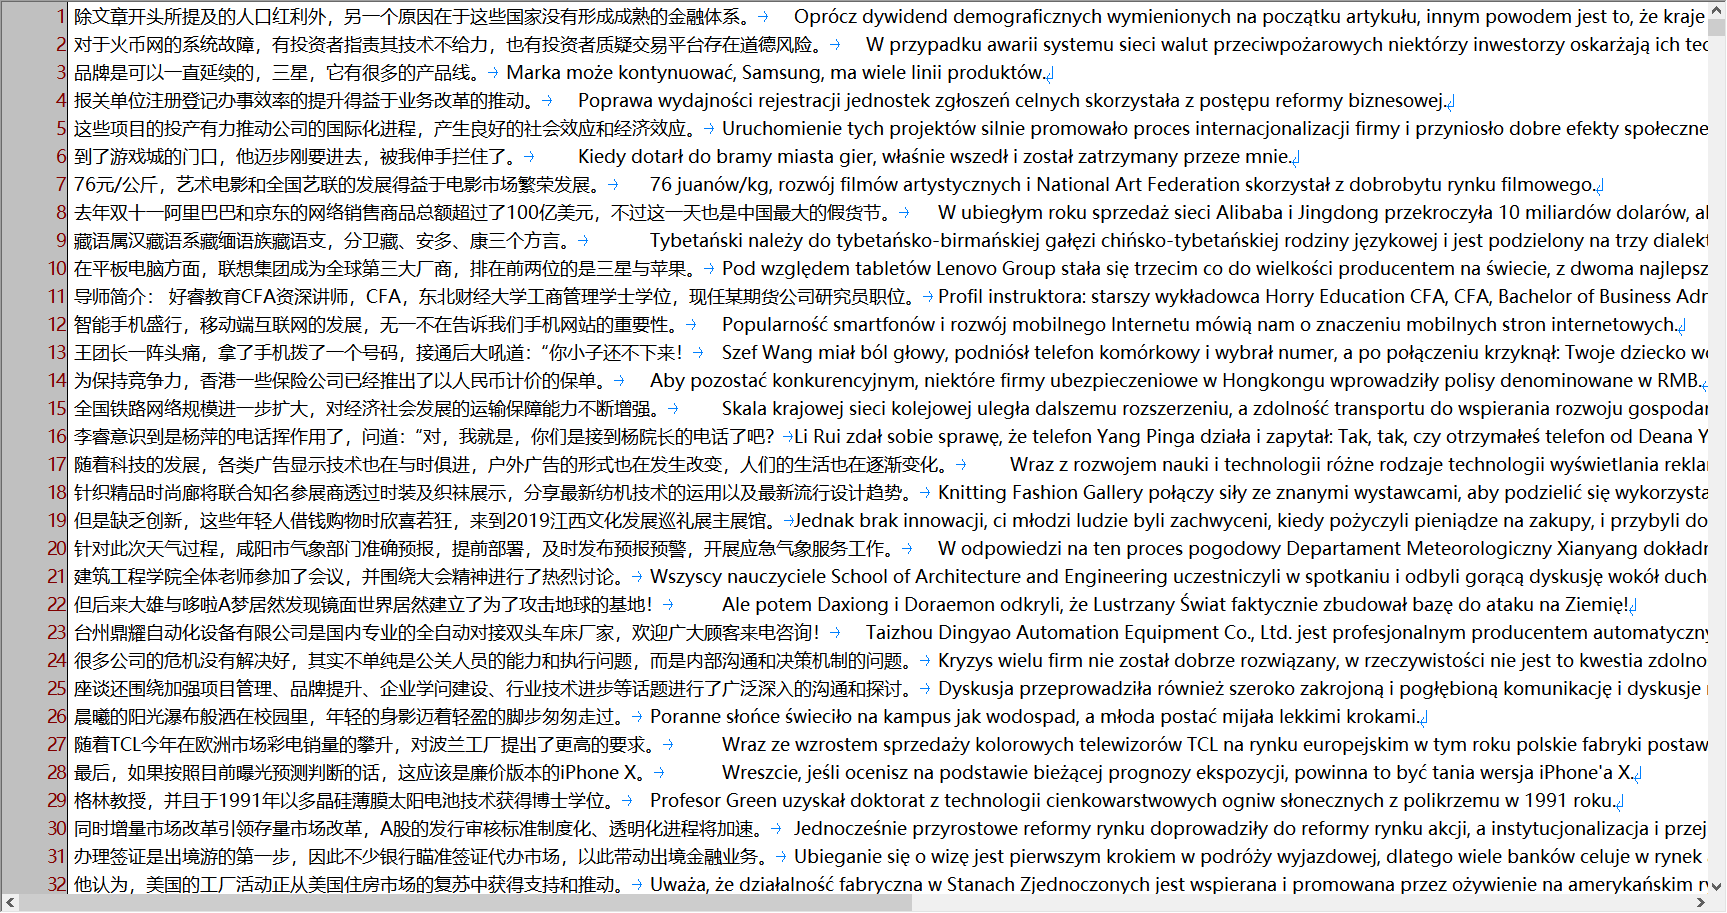 1 除文章开头所提及的人口红利外，另一个原因在于这些国家没有形成成熟的金融体系。 Oprócz dywidend demograficznych wymienionych na początku artykułu, innym powodem jest to, że kraje
2 对于火币网的系统故障，有投资者指责其技术不给力，也有投资者质疑交易平台存在道德风险。 W przypadku awarii systemu sieci walut przeciwpożarowych niektórzy inwestorzy oskarżają ich tec
3 品牌是可以一直延续的，三星，它有很多的产品线。 Marka może kontynuować, Samsung, ma wiele linii produktów.
4 报关单位注册登记办事效率的提升得益于业务改革的推动。 Poprawa wydajności rejestracji jednostek zgłoszeń celnych skorzystała z postępu reformy biznesowej.
5 这些项目的投产有力推动公司的国际化进程，产生良好的社会效应和经济效应。 Uruchomienie tych projektów silnie promowało proces internacjonalizacji firmy i przyniosło dobre efekty społeczne
6 到了游戏城的门口，他迈步刚要进去，被我伸手拦住了。 Kiedy dotarł do bramy miasta gier, właśnie wszedł i został zatrzymany przeze mnie.
7 76元/公斤，艺术电影和全国艺联的发展得益于电影市场繁荣发展。 76 juanów/kg, rozwój filmów artystycznych i National Art Federation skorzystał z dobrobytu rynku filmowego.
8 去年双十一阿里巴巴和京东的网络销售商品总额超过了100亿美元，不过这一天也是中国最大的假货节。 W ubiegłym roku sprzedaż sieci Alibaba i Jingdong przekroczyła 10 miliardów dolarów, al
9 藏语属汉藏语系藏缅语族藏语支，分卫藏、安多、康三个方言。 Tybetański należy do tybetańsko-birmańskiej gałęzi chińsko-tybetańskiej rodziny językowej i jest podzielony na trzy dialekt
10 在平板电脑方面，联想集团成为全球第三大厂商，排在前两位的是三星与苹果。 Pod względem tabletów Lenovo Group stała się trzecim co do wielkości producentem na świecie, z dwoma najlepsz
11 导师简介： 好睿教育CFA资深讲师，CFA，东北财经大学工商管理学士学位，现任某期货公司研究员职位。 Profil instruktora: starszy wykładowca Horry Education CFA, CFA, Bachelor of Business Adr
12 智能手机盛行，移动端互联网的发展，无一不在告诉我们手机网站的重要性。 Popularność smartfonów i rozwój mobilnego Internetu mówią nam o znaczeniu mobilnych stron internetowych.
13 王团长一阵头痛，拿了手机拨了一个号码，接通后大吼道：“你小子还不下来！ Szef Wang miał ból głowy, podniósł telefon komórkowy i wybrał numer, a po połączeniu krzyknął: Twoje dziecko w
14 为保持竞争力，香港一些保险公司已经推出了以人民币计价的保单。 Aby pozostać konkurencyjnym, niektóre firmy ubezpieczeniowe w Hongkongu wprowadziły polisy denominowane w RMB.
15 全国铁路网络规模进一步扩大，对经济社会发展的运输保障能力不断增强。 Skala krajowej sieci kolejowej uległa dalszemu rozszerzeniu, a zdolność transportu do wspierania rozwoju gospodar
16 李睿意识到是杨萍的电话挥作用了，问道：“对，我就是，你们是接到杨院长的电话了吧？ Li Rui zdał sobie sprawę, że telefon Yang Pinga działa i zapytał: Tak, tak, czy otrzymałeś telefon od Deana Y
17 随着科技的发展，各类广告显示技术也在与时俱进，户外广告的形式也在发生改变，人们的生活也在逐渐变化。 Wraz z rozwojem nauki i technologii różne rodzaje technologii wyświetlania rekla
18 针织精品时尚廊将联合知名参展商透过时装及织袜展示，分享最新纺机技术的运用以及最新流行设计趋势。 Knitting Fashion Gallery połączy siły ze znanymi wystawcami, aby podzielić się wykorzysta
19 但是缺乏创新，这些年轻人借钱购物时欣喜若狂，来到2019江西文化发展巡礼展主展馆。 Jednak brak innowacji, ci młodzi ludzie byli zachwyceni, kiedy pożyczyli pieniądze na zakupy, i przybyli do
20 针对此次天气过程，咸阳市气象部门准确预报，提前部署，及时发布预报预警，开展应急气象服务工作。 W odpowiedzi na ten proces pogodowy Departament Meteorologiczny Xianyang dokładr
21 建筑工程学院全体老师参加了会议，并围绕大会精神进行了热烈讨论。 Wszyscy nauczyciele School of Architecture and Engineering uczestniczyli w spotkaniu i odbyli gorącą dyskusję wokół duch
22 但后来大雄与哆啦A梦居然发现镜面世界居然建立了为了攻击地球的基地！ Ale potem Daxiong i Doraemon odkryli, że Lustrzany Świat faktycznie zbudował bazę do ataku na Ziemię!
23 台州鼎耀自动化设备有限公司是国内专业的全自动对接双头车床厂家，欢迎广大顾客来电咨询！ Taizhou Dingyao Automation Equipment Co., Ltd. jest profesjonalnym producentem automatyczny
24 很多公司的危机没有解决好，其实不单纯是公关人员的能力和执行问题，而是内部沟通和决策机制的问题。 Kryzys wielu firm nie został dobrze rozwiązany, w rzeczywistości nie jest to kwestia zdolno
25 座谈还围绕加强项目管理、品牌提升、企业学问建设、行业技术进步等话题进行了广泛深入的沟通和探讨。 Dyskusja przeprowadziła również szeroko zakrojoną i pogłębioną komunikację i dyskusje
26 晨曦的阳光瀑布般洒在校园里，年轻的身影迈着轻盈的脚步匆匆走过。 Poranne słońce świeciło na kampus jak wodospad, a młoda postać mijała lekkimi krokami.
27 随着TCL今年在欧洲市场彩电销量的攀升，对波兰工厂提出了更高的要求。 Wraz ze wzrostem sprzedaży kolorowych telewizorów TCL na rynku europejskim w tym roku polskie fabryki postaw
28 最后，如果按照目前曝光预测判断的话，这应该是廉价版本的iPhone X。 Wreszcie, jeśli ocenisz na podstawie bieżącej prognozy ekspozycji, powinna to być tania wersja iPhone'a X.
29 格林教授，并且于1991年以多晶硅薄膜太阳电池技术获得博士学位。 Profesor Green uzyskał doktorat z technologii cienkowarstwowych ogniw słonecznych z polikrzemu w 1991 roku.
30 同时增量市场改革引领存量市场改革，A股的发行审核标准制度化、透明化进程将加速。 Jednocześnie przyrostowe reformy rynku doprowadziły do reformy rynku akcji, a instytucjonalizacja i przej
31 办理签证是出境游的第一步，因此不少银行瞄准签证代办市场，以此带动出境金融业务。 Ubieganie się o wizę jest pierwszym krokiem w podróży wyjazdowej, dlatego wiele banków celuje w rynek
32 他认为，美国的工厂活动正从美国住房市场的复苏中获得支持和推动。 Uważa, że działalność fabryczna w Stanach Zjednoczonych jest wspierana i promowana przez ożywienie na amerykańskim r